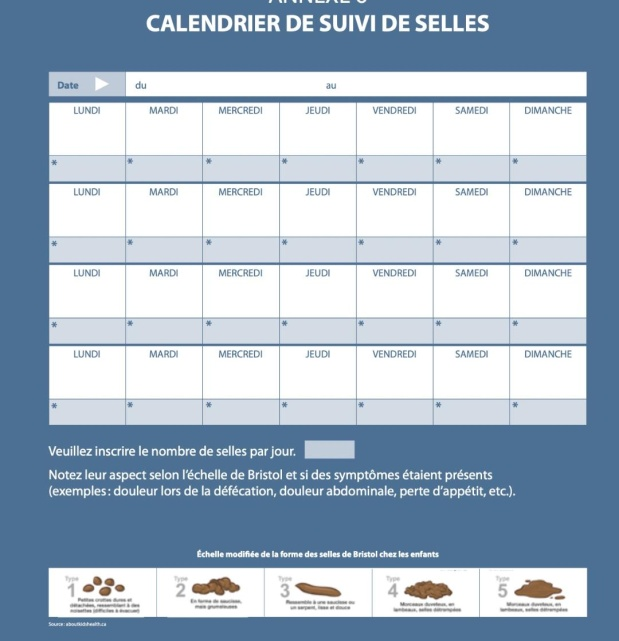 CALENDRIER DE SUIVI DE SELLES
Date du au
LUNDI MARDI MERCREDI JEUDI VENDREDI SAMEDI DIMANCHE
* * * * * * *
LUNDI MARDI MERCREDI JEUDI VENDREDI SAMEDI DIMANCHE
* * * * * * *
LUNDI MARDI MERCREDI JEUDI VENDREDI SAMEDI DIMANCHE
* * * * * * *
LUNDI MARDI MERCREDI JEUDI VENDREDI SAMEDI DIMANCHE
* * * * * * *
Veuillez inscrire le nombre de selles par jour.
Notez leur aspect selon l'échelle de Bristol et si des symptômes étaient présents
(exemples : douleur lors de la défécation, douleur abdominale, perte d'appétit, etc.).
Échelle modifiée de la forme des selles de Bristol chez les enfants
Type 1
Petites crottes dures et
détachées, ressemblant à des
noisettes (difficiles à évacuer)
Type 2
En forme de saucisse,
mais grumeleuses
Type 3
Ressemble à une saucisse ou
un serpent, lisse et douce
Type 4
Morceaux duveteux, en
lambeaux, selles détrempées
Type 5
Morceaux duveteux, en
lambeaux, selles détrempées
Source : aboutkidshealth.ca